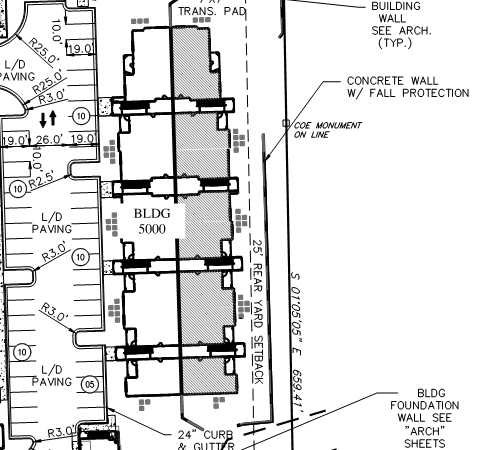 TRANS. PAD
BUILDING
WALL
SEE ARCH.
(TYP.)
R25.0'
10.0'
19.0'
L/D
PAVING
R25.0'
R3.0'
10
CONCRETE WALL
W/ FALL PROTECTION
COE MONUMENT
ON LINE
19.0'
26.0'
19.0'
10.0'
10
R2.5'
L/D
PAVING
BLDG
5000
R3.0'
10
25' REAR YARD SETBACK
S 01°05'05" E 659.41'
R3.0'
10
L/D
PAVING
05
R3.0'
24" CURB
& GUTTER
BLDG
FOUNDATION
WALL SEE
"ARCH"
SHEETS